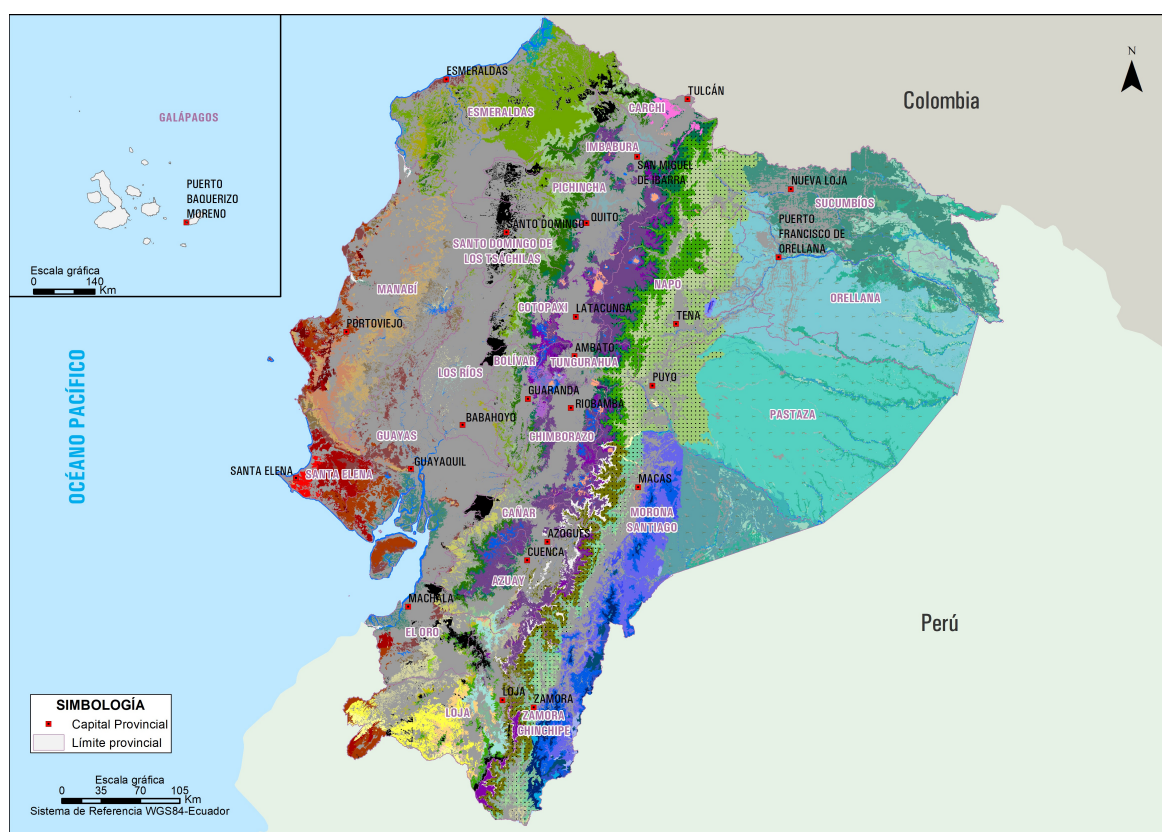 GALÁPAGOS
PUERTO
BAQUERIZO
MORENO
Escala gráfica
0 140
Km
N
Colombia
ESMERALDAS
ESMERALDAS
TULCÁN
CARCHI
IMBABURA
SAN MIGUEL
DE IBARRA
PICHINCHA
NUEVA LOJA
SUCUMBÍOS
QUITO
SANTO DOMINGO
SANTO DOMINGO DE
LOS TSÁCHILAS
PUERTO
FRANCISCO DE
ORELLANA
MANABÍ
NAPO
ORELLANA
COTOPAXI
LATACUNGA
TENA
PORTOVIEJO
OCÉANO PACÍFICO
AMBATO
BOLÍVAR
TUNGURAHUA
LOS RÍOS
PUYO
GUARANDA
RIOBAMBA
PASTAZA
BABAHOYO
GUAYAS
CHIMBORAZO
GUAYAQUIL
SANTA ELENA
SANTA ELENA
MACAS
CAÑAR
MORONA
SANTIAGO
AZOGUES
CUENCA
AZUAY
MACHALA
EL ORO
Perú
LOJA
LOJA
ZAMORA
ZAMORA
CHINCHIPE
SIMBOLOGÍA
Capital Provincial
Límite provincial
Escala gráfica
0 35 70 105
Km
Sistema de Referencia WGS84-Ecuador